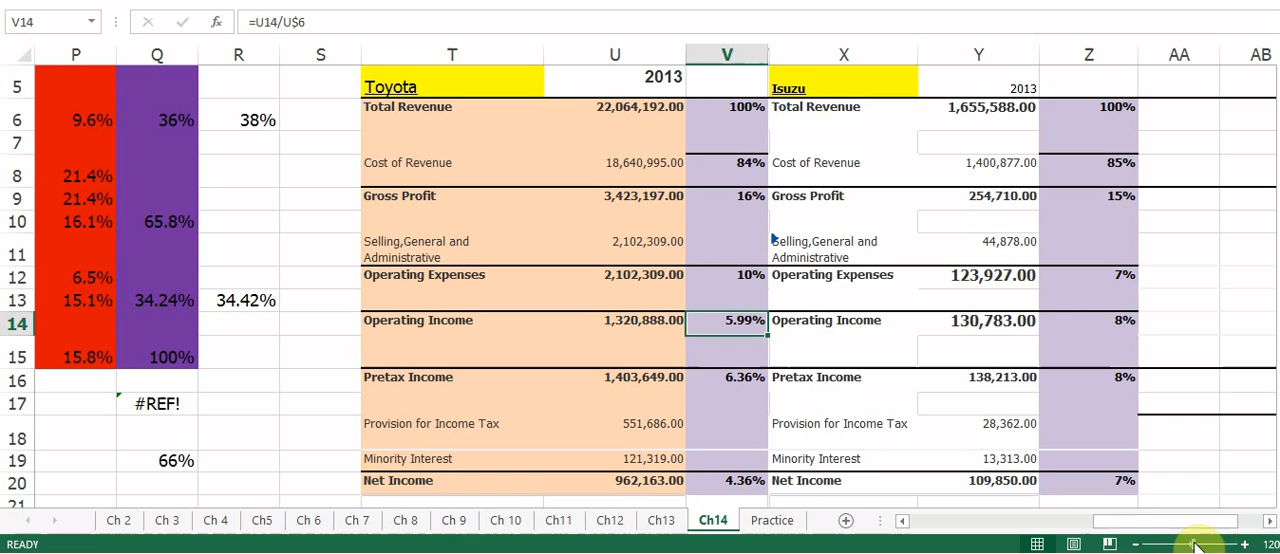 V14 fx =U14/U$6
P Q R S T U V X Y Z AA AB
5 Toyota 2013 Isuzu 2013
6 9.6% 36% 38% Total Revenue 22,064,192.00 100% Total Revenue 1,655,588.00 100%
7
8 21.4% Cost of Revenue 18,640,995.00 84% Cost of Revenue 1,400,877.00 85%
9 21.4% Gross Profit 3,423,197.00 16% Gross Profit 254,710.00 15%
10 16.1% 65.8%
11 Selling,General and Administrative 2,102,309.00 Selling,General and Administrative 44,878.00
12 6.5% Operating Expenses 2,102,309.00 10% Operating Expenses 123,927.00 7%
13 15.1% 34.24% 34.42%
14 Operating Income 1,320,888.00 5.99% Operating Income 130,783.00 8%
15 15.8% 100%
16 Pretax Income 1,403,649.00 6.36% Pretax Income 138,213.00 8%
17 #REF!
18 Provision for Income Tax 551,686.00 Provision for Income Tax 28,362.00
19 66% Minority Interest 121,319.00 Minority Interest 13,313.00
20 Net Income 962,163.00 4.36% Net Income 109,850.00 7%
21
Ch 2 Ch 3 Ch 4 Ch5 Ch 6 Ch 7 Ch 8 Ch 9 Ch 10 Ch11 Ch12 Ch13 Ch14 Practice
READY 120